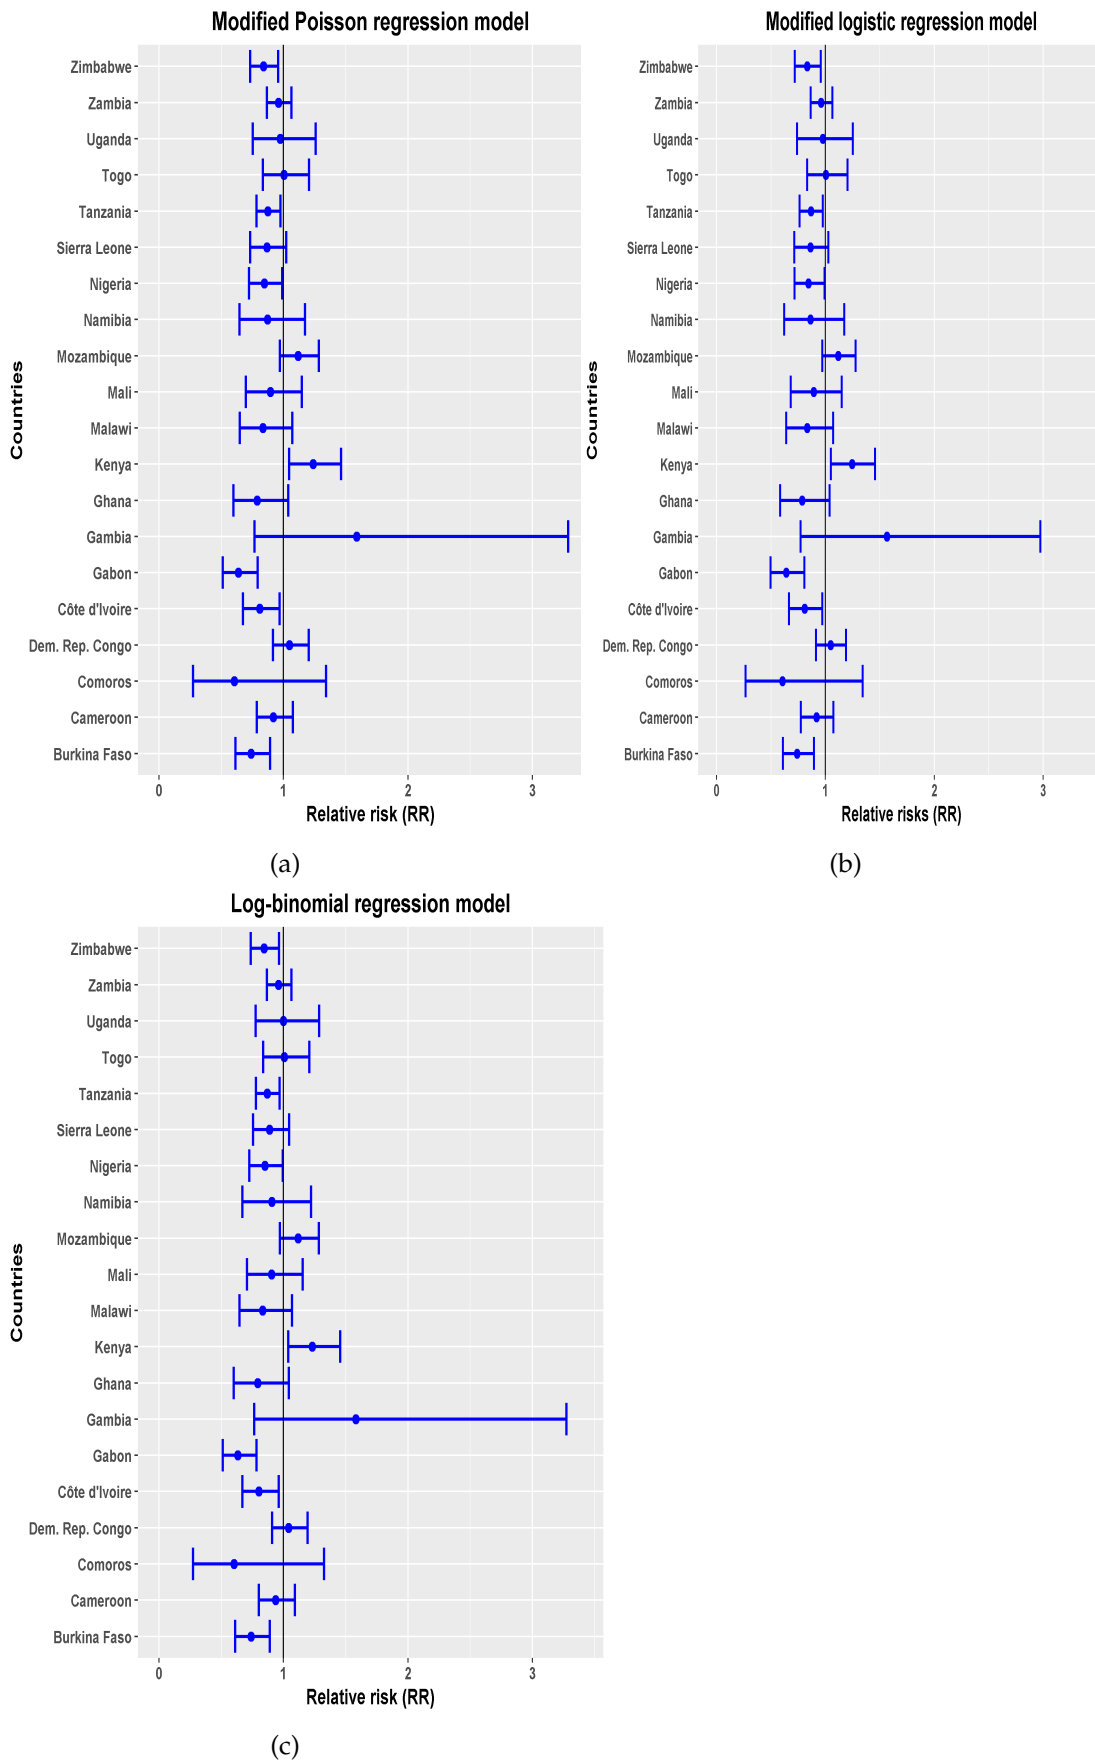 Modified Poisson regression model
Zimbabwe
Zambia
Uganda
Togo
Tanzania
Sierra Leone
Nigeria
Namibia
Mozambique
Mali
Malawi
Kenya
Ghana
Gambia
Gabon
Côte d'Ivoire
Dem. Rep. Congo
Comoros
Cameroon
Burkina Faso
Countries
0 1 2 3
Relative risk (RR)
(a)
Modified logistic regression model
Zimbabwe
Zambia
Uganda
Togo
Tanzania
Sierra Leone
Nigeria
Namibia
Mozambique
Mali
Malawi
Kenya
Ghana
Gambia
Gabon
Côte d'Ivoire
Dem. Rep. Congo
Comoros
Cameroon
Burkina Faso
Countries
0 1 2 3
Relative risks (RR)
(b)
Log-binomial regression model
Zimbabwe
Zambia
Uganda
Togo
Tanzania
Sierra Leone
Nigeria
Namibia
Mozambique
Mali
Malawi
Kenya
Ghana
Gambia
Gabon
Côte d'Ivoire
Dem. Rep. Congo
Comoros
Cameroon
Burkina Faso
Countries
0 1 2 3
Relative risk (RR)
(c)